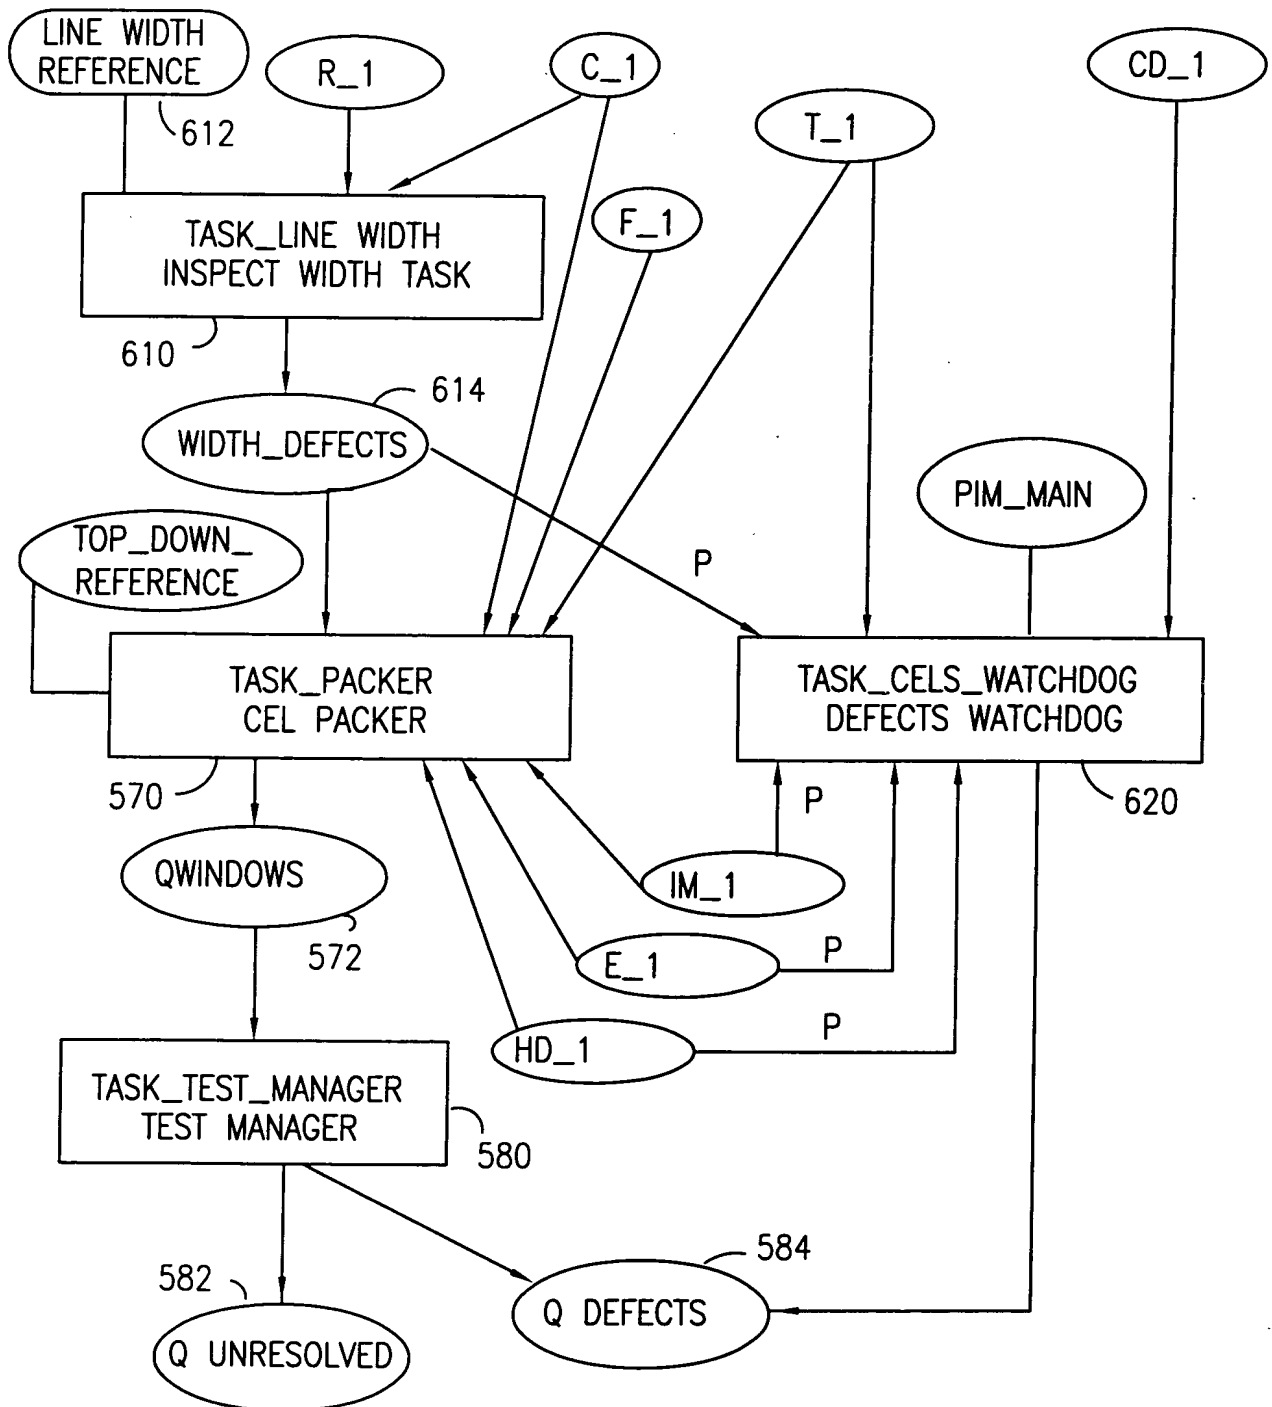 LINE WIDTH
REFERENCE
612
R_1
C_1
T_1
CD_1
F_1
TASK_LINE WIDTH
INSPECT WIDTH TASK
610
614
WIDTH_DEFECTS
PIM_MAIN
TOP_DOWN_
REFERENCE
P
TASK_PACKER
CEL PACKER
570
TASK_CELS_WATCHDOG
DEFECTS WATCHDOG
620
P
QWINDOWS
572
IM_1
E_1
P
HD_1
P
TASK_TEST_MANAGER
TEST MANAGER
580
582
Q UNRESOLVED
584
Q DEFECTS